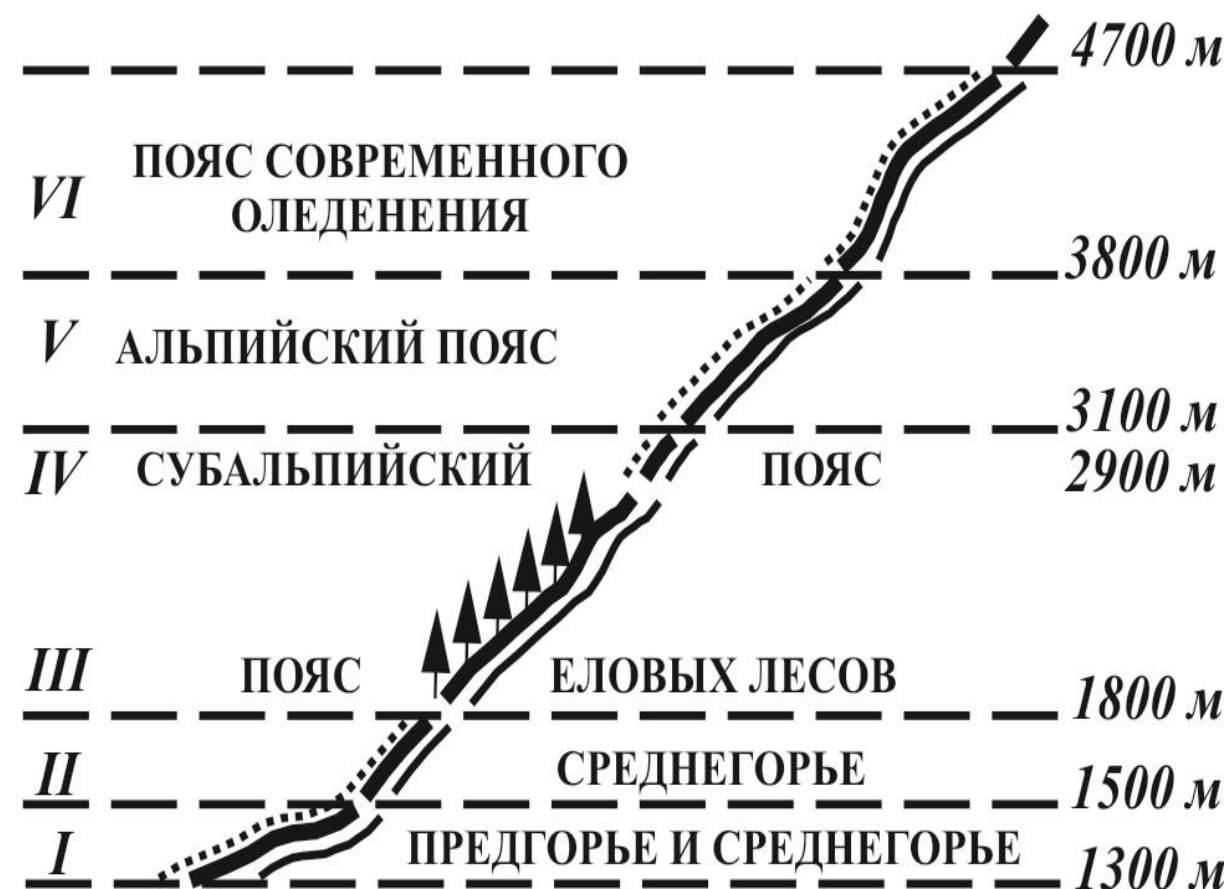 4700 м
VI ПОЯС СОВРЕМЕННОГО
ОЛЕДЕНЕНИЯ
3800 м
V АЛЬПИЙСКИЙ ПОЯС
3100 м
IV СУБАЛЬПИЙСКИЙ ПОЯС 2900 м
III ПОЯС ЕЛОВЫХ ЛЕСОВ
1800 м
II СРЕДНЕГОРЬЕ
1500 м
I ПРЕДГОРЬЕ И СРЕДНЕГОРЬЕ
1300 м